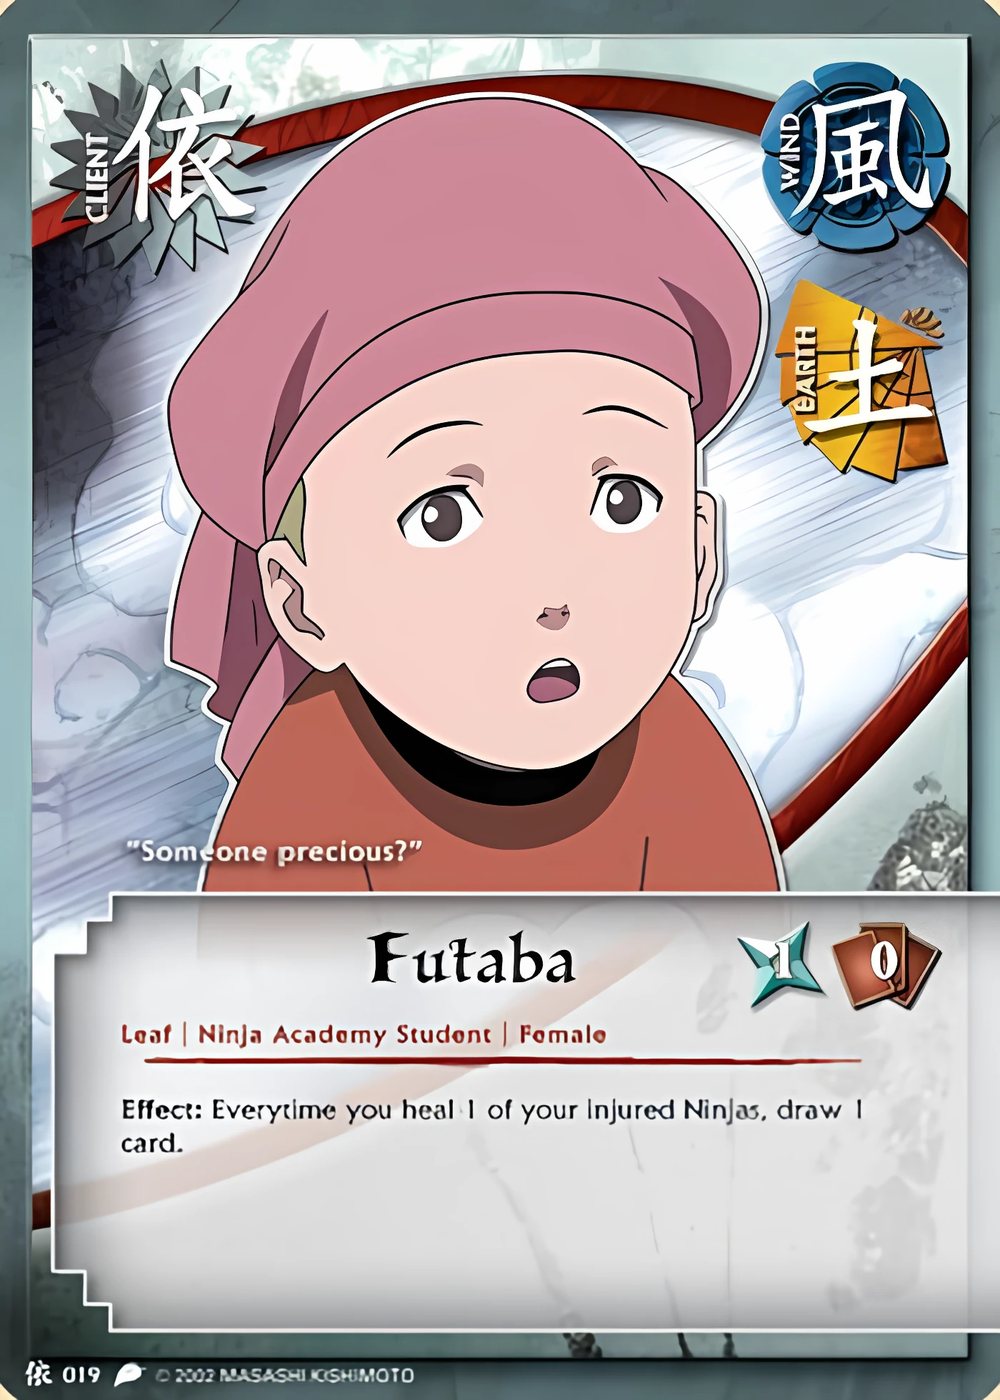 CLIENT
依
WIND
風
EARTH
土
"Someone precious?"
Futaba
1
0
Leaf | Ninja Academy Student | Female
Effect: Everytime you heal 1 of your injured Ninjas, draw 1
card.
依 019 © 2002 MASASHI KISHIMOTO